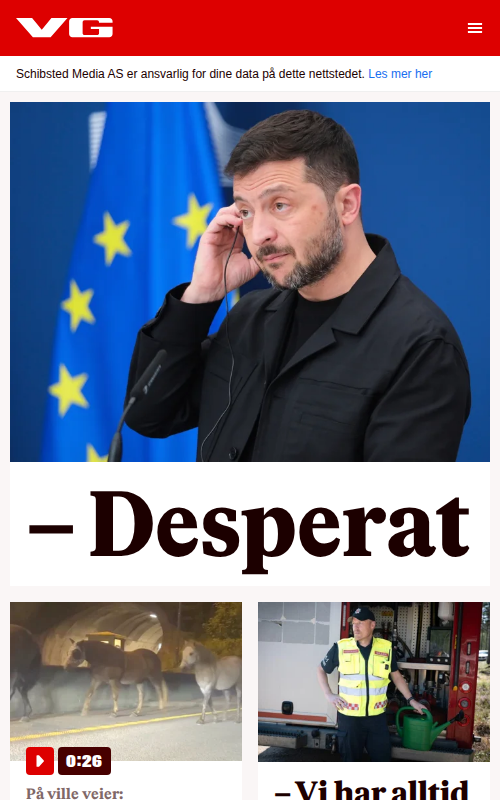 VG
Schibsted Media AS er ansvarlig for dine data på dette nettstedet. Les mer her
– Desperat
0:26
På ville veier:
– Vi har alltid